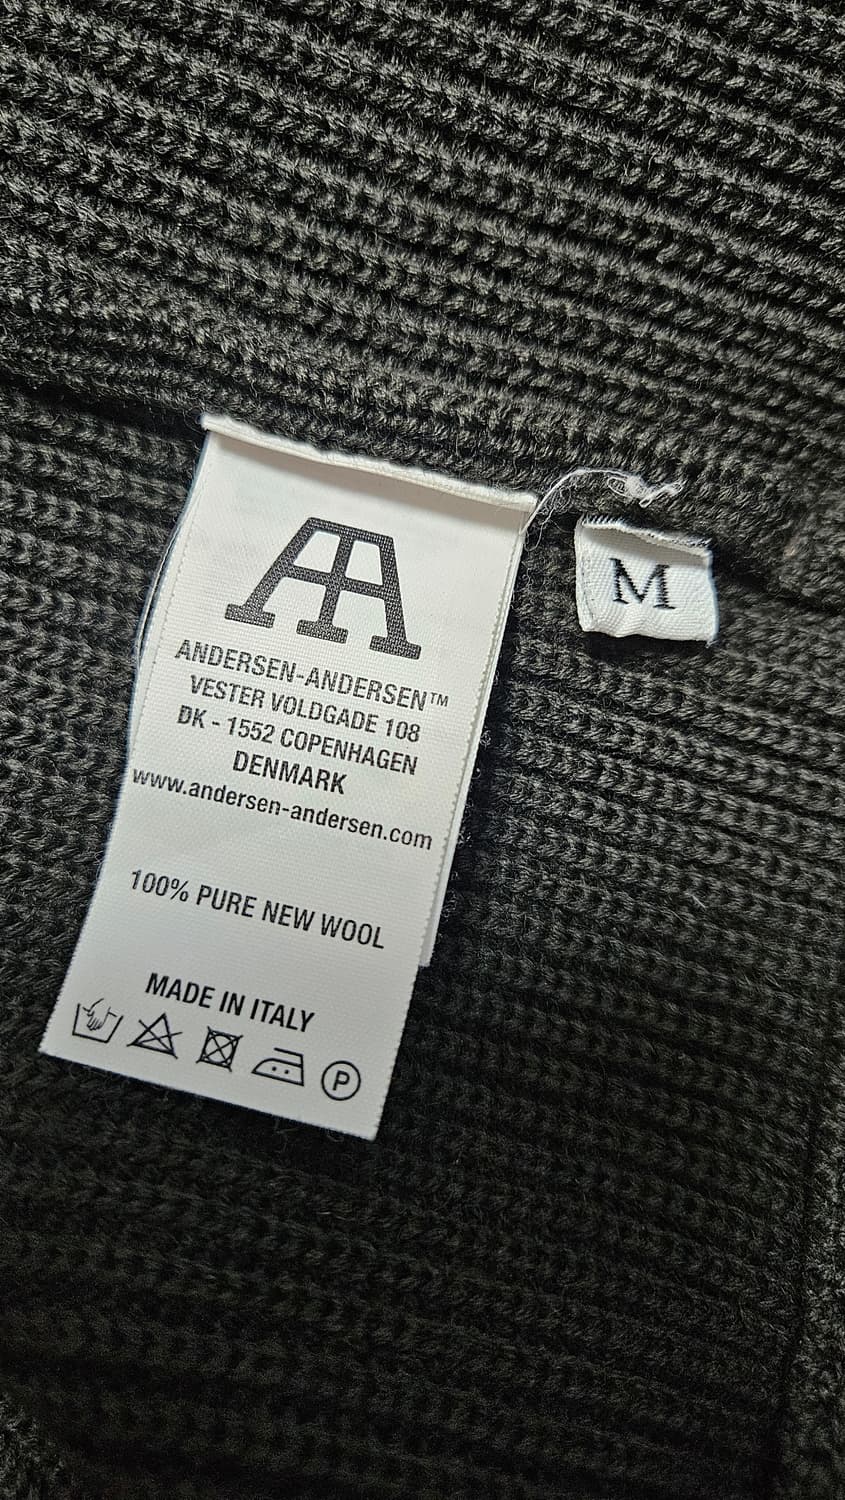 AA
ANDERSEN-ANDERSEN™
VESTER VOLDGADE 108
DK - 1552 COPENHAGEN
DENMARK
www.andersen-andersen.com
100% PURE NEW WOOL
MADE IN ITALY
P
M